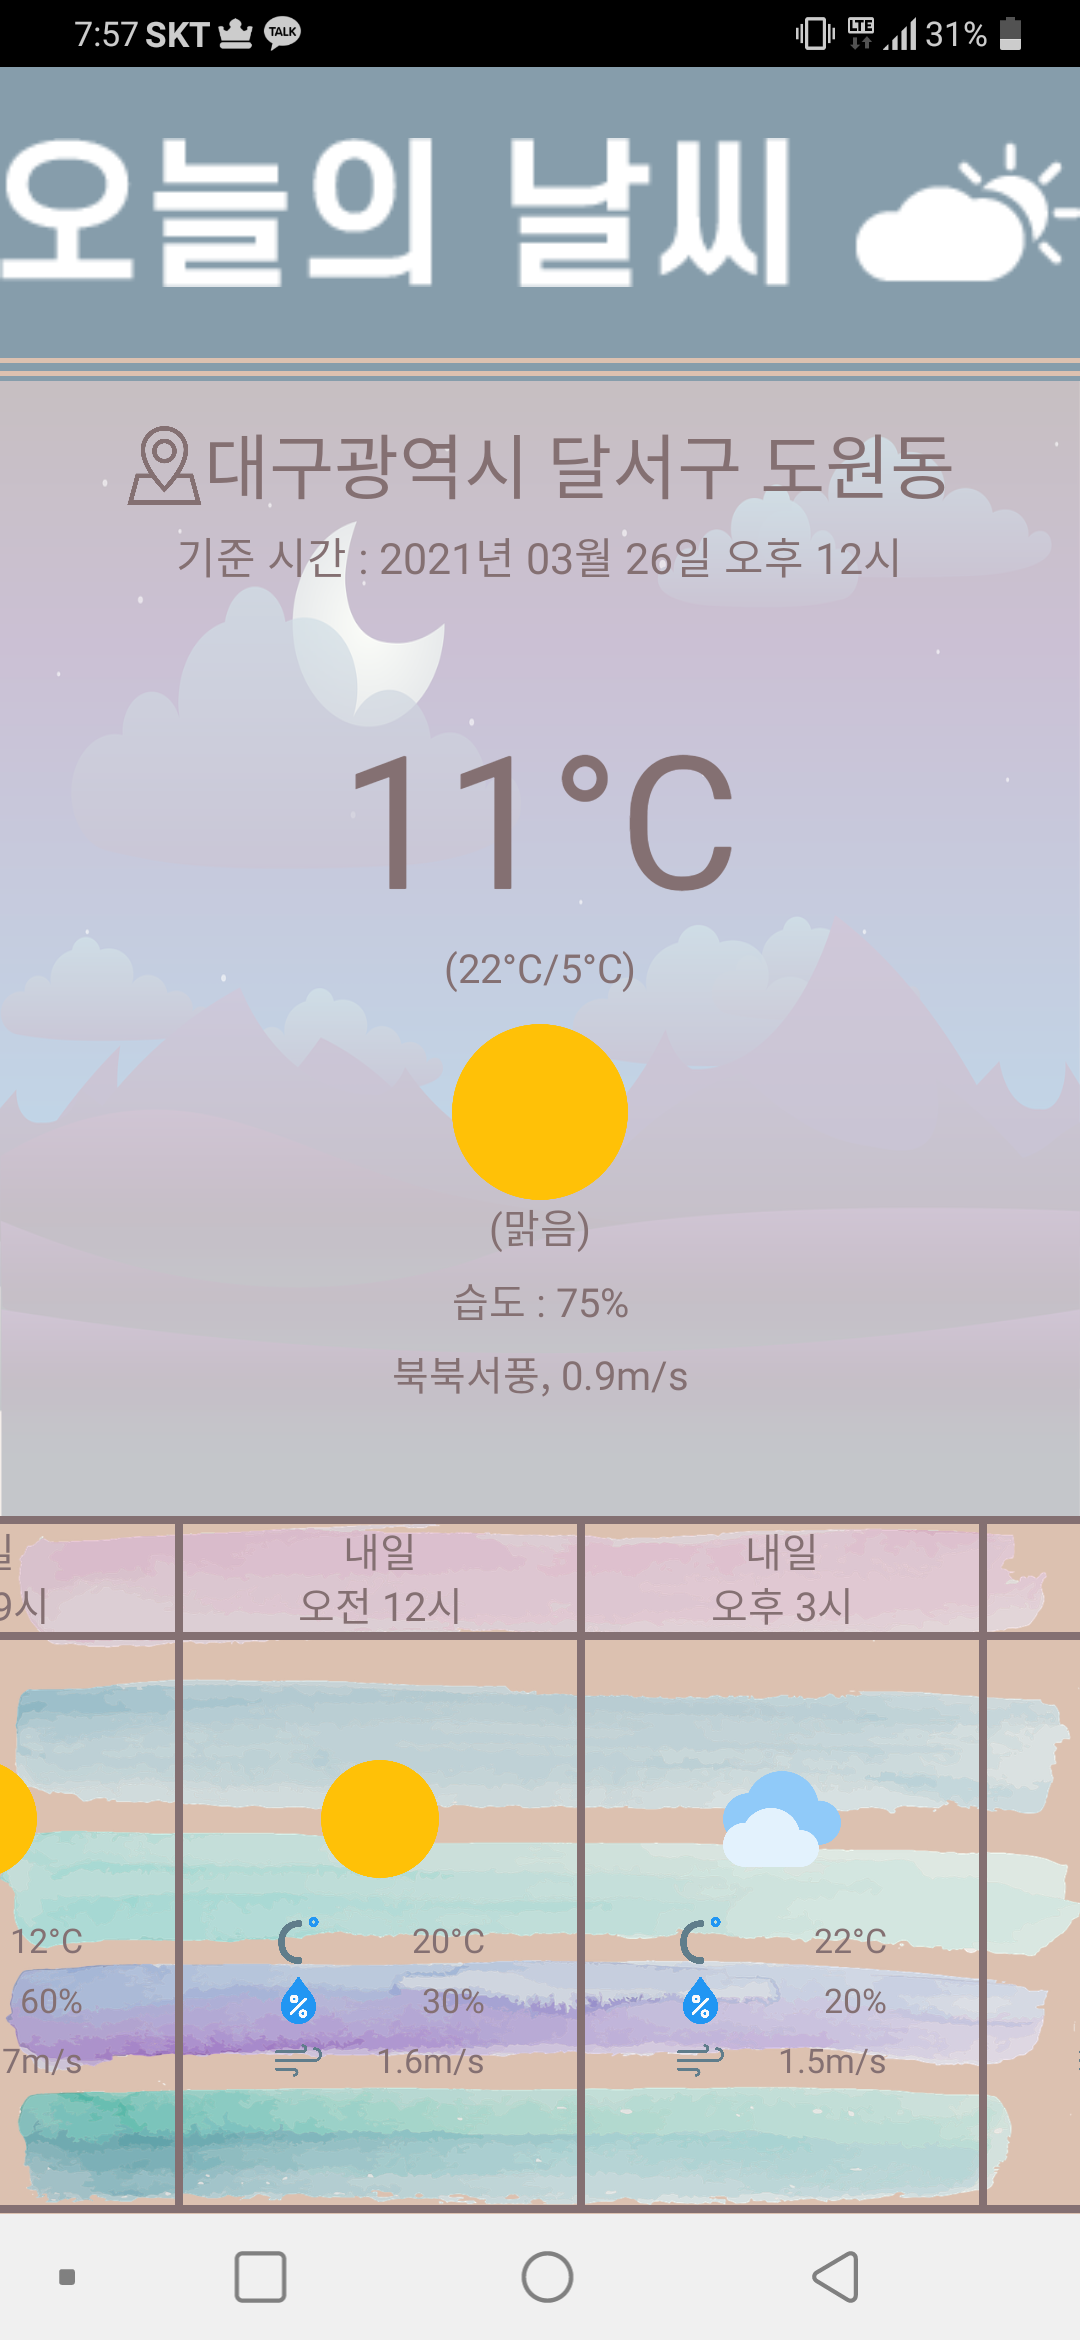 7:57 SKT TALK LTE 31%
오늘의 날씨
대구광역시 달서구 도원동
기준 시간 : 2021년 03월 26일 오후 12시
11°C
(22°C/5°C)
(맑음)
습도 : 75%
북북서풍, 0.9m/s
내일 내일
9시 오전 12시 오후 3시
12°C 20°C 22°C
60% 30% 20%
7m/s 1.6m/s 1.5m/s